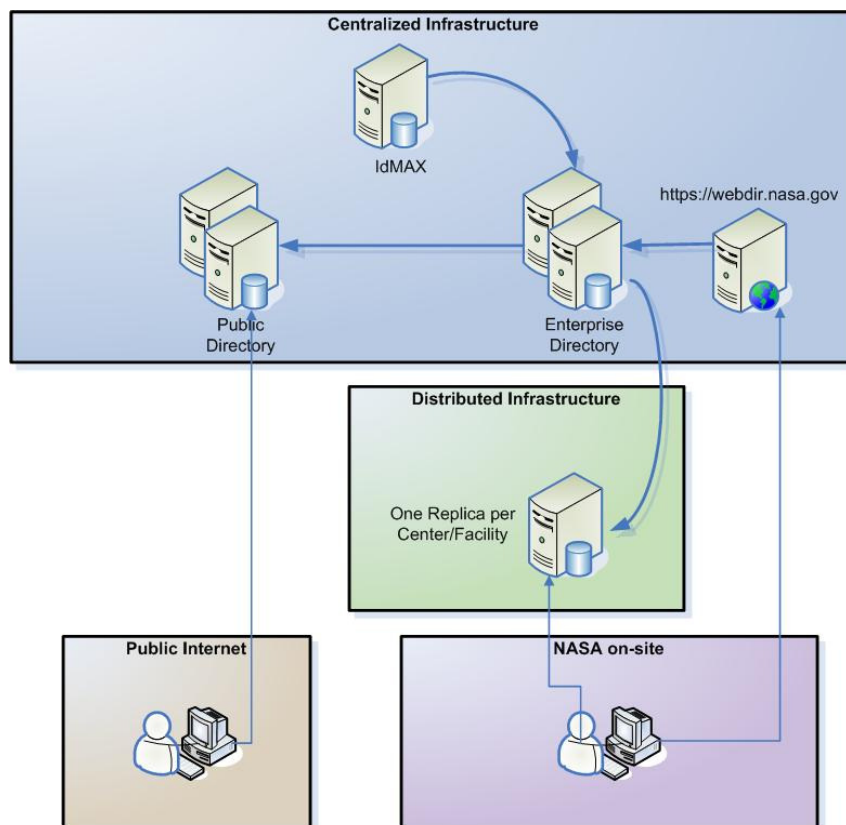 Centralized Infrastructure
IdMAX
https://webdir.nasa.gov
Public
Directory
Enterprise
Directory
Distributed Infrastructure
One Replica per
Center/Facility
Public Internet
NASA on-site